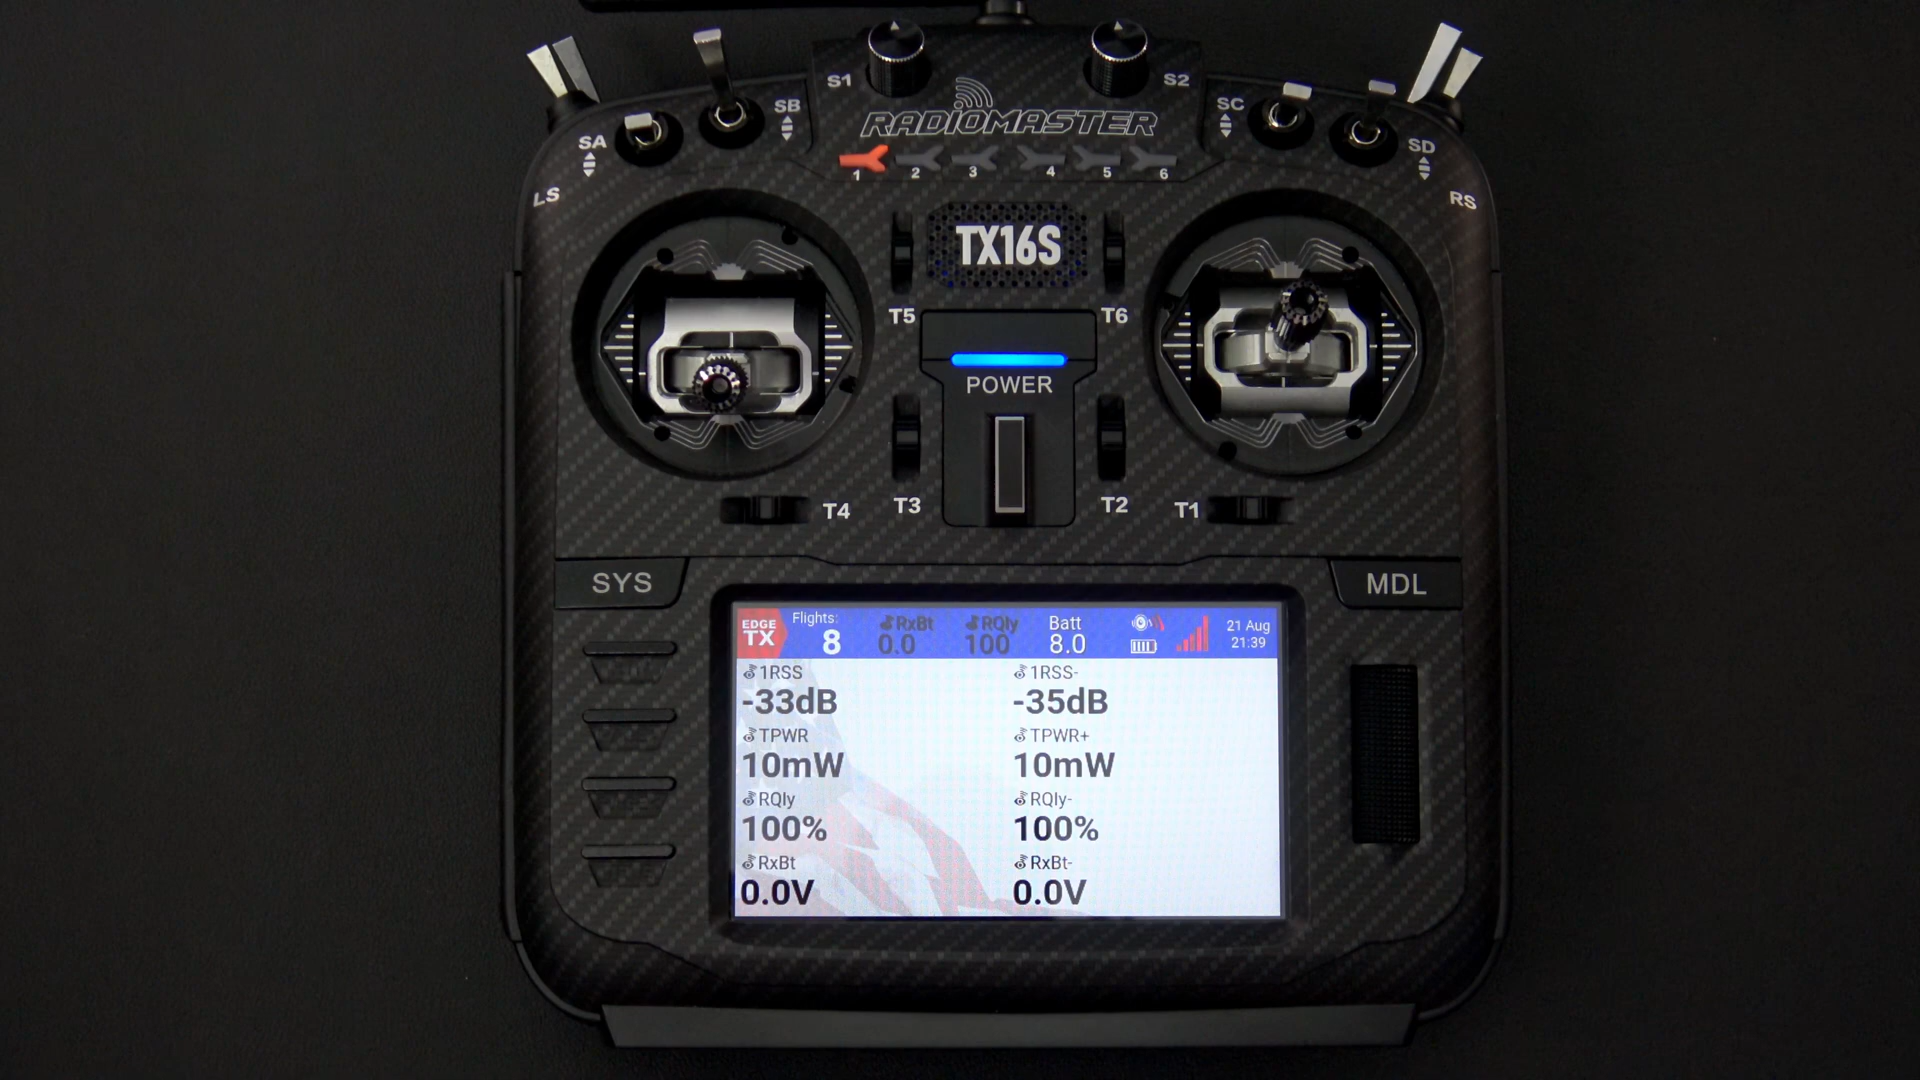 S1
S2
SB
SC
RADIOMASTER
SA
SD
1 2 3 4 5 6
LS
RS
TX16S
T5
T6
POWER
T4
T3
T2
T1
SYS
MDL
EDGE
TX
Flights:
8
RxBt
0.0
RQly
100
Batt
8.0
21 Aug
21:39
1RSS
-33dB
1RSS-
-35dB
TPWR
10mW
TPWR+
10mW
RQly
100%
RQly-
100%
RxBt
0.0V
RxBt-
0.0V